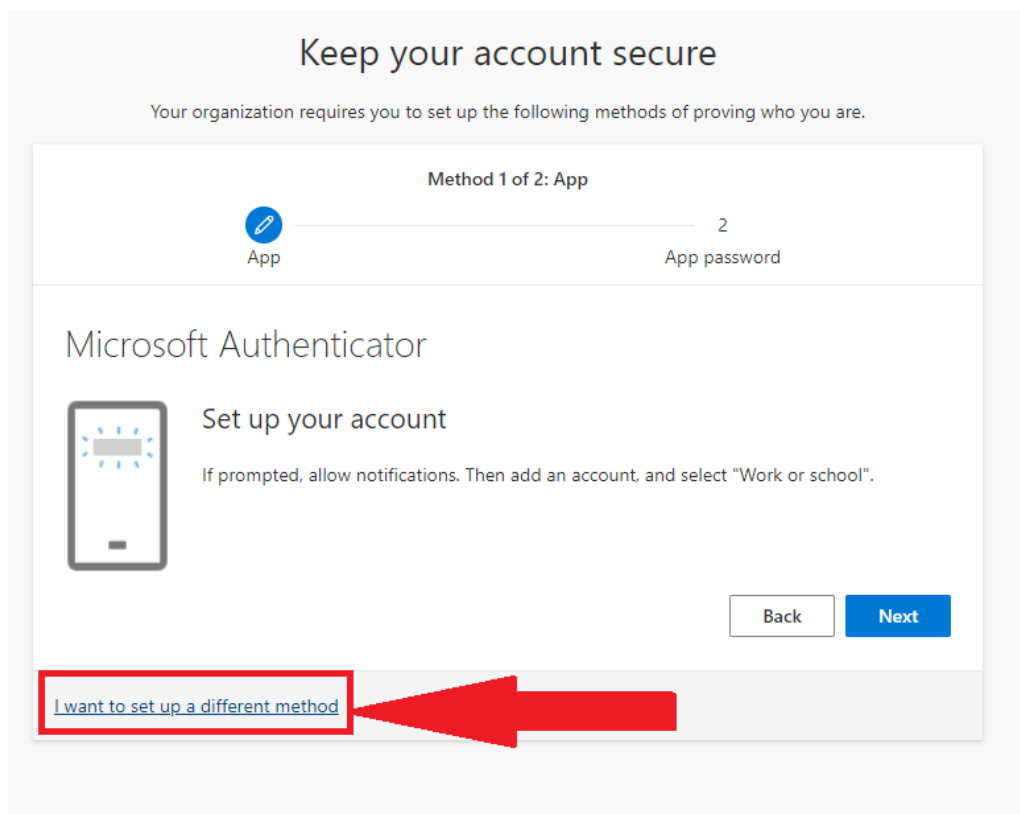 Keep your account secure
Your organization requires you to set up the following methods of proving who you are.
Method 1 of 2: App
2
App
App password
Microsoft Authenticator
Set up your account
If prompted, allow notifications. Then add an account, and select "Work or school".
Back
Next
I want to set up a different method